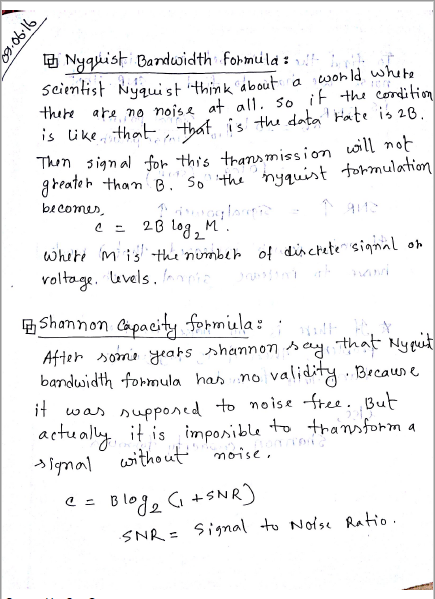 09.06.16
Nyquist Bandwidth Formula:
scientist Nyquist think about a world where
there are no noise at all. So if the condition
is like that, that is the data rate is 2B.
Then signal for this transmission will not
greater than B. So the nyquist formulation
becomes,
c = 2B log₂ M.
where M is the number of discrete signal or
voltage. levels.
Shannon Capacity formula:
After some years shannon say that Nyquist
bandwidth formula has no validity. Because
it was supposed to noise free. But
actually it is imposible to transform a
signal without noise.
c = B log₂ (1 + SNR)
SNR = Signal to Noise Ratio.